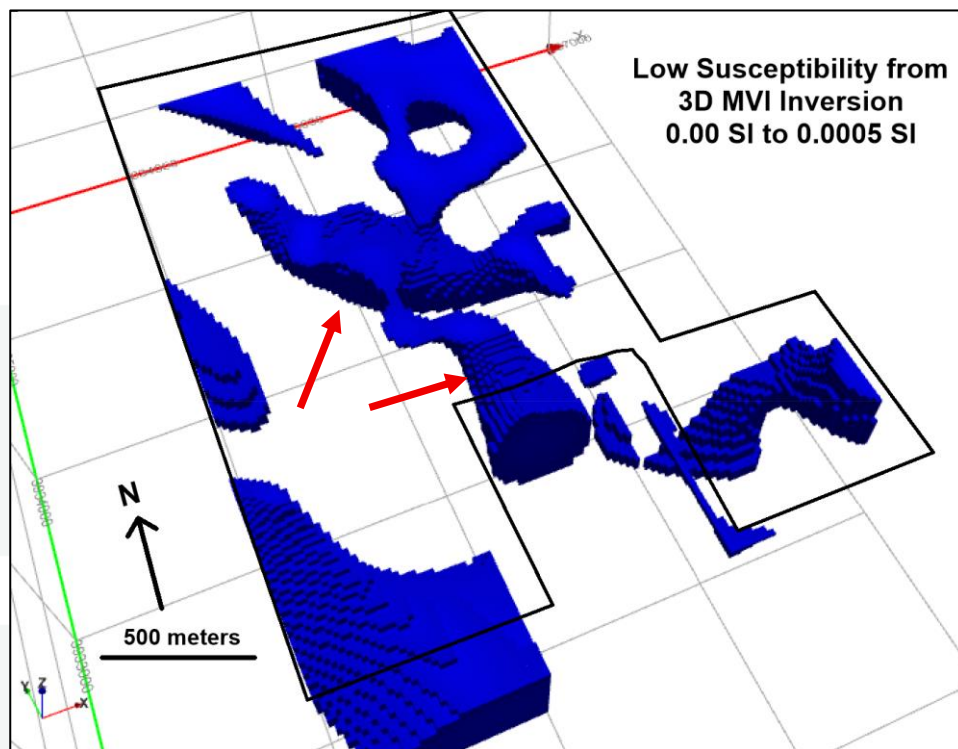 X
Low Susceptibility from
3D MVI Inversion
0.00 SI to 0.0005 SI
N
500 meters
Y
Z
X